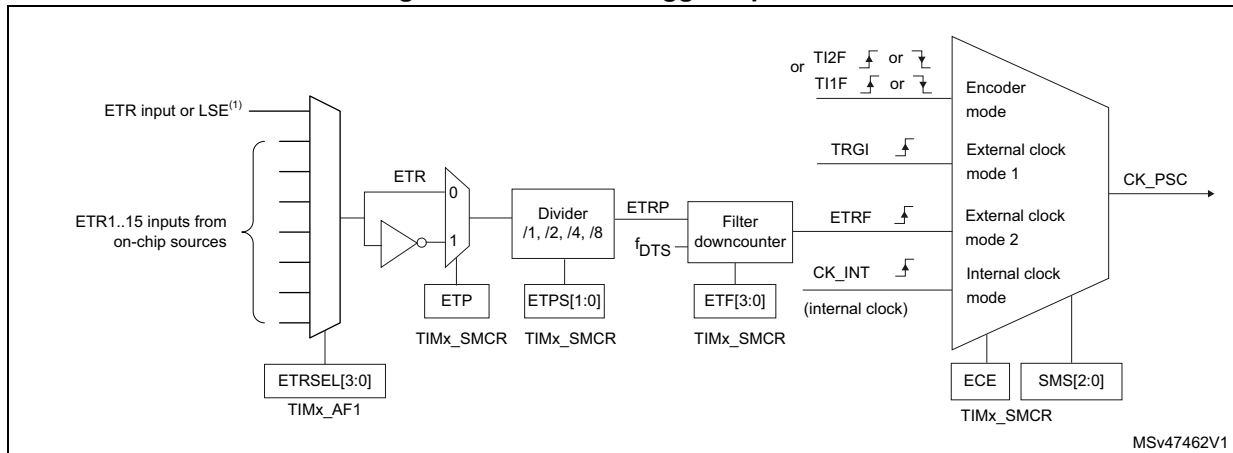 or TI2F or
TI1F or
Encoder
mode
ETR input or LSE(1)
TRGI
External clock
mode 1
ETR
0
CK_PSC
ETR1..15 inputs from
on-chip sources
1
Divider
/1, /2, /4, /8
ETRP
Filter
downcounter
fDTS
ETRF
External clock
mode 2
CK_INT
Internal clock
mode
(internal clock)
ETP
TIMx_SMCR
ETPS[1:0]
TIMx_SMCR
ETF[3:0]
TIMx_SMCR
ETRSEL[3:0]
TIMx_AF1
ECE
SMS[2:0]
TIMx_SMCR
MSv47462V1